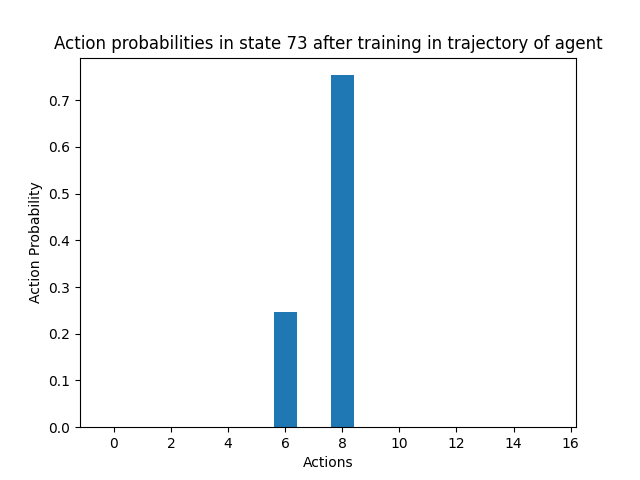 Action probabilities in state 73 after training in trajectory of agent
0.7
0.6
0.5
0.4
0.3
0.2
0.1
0.0
Action Probability
0 2 4 6 8 10 12 14 16
Actions